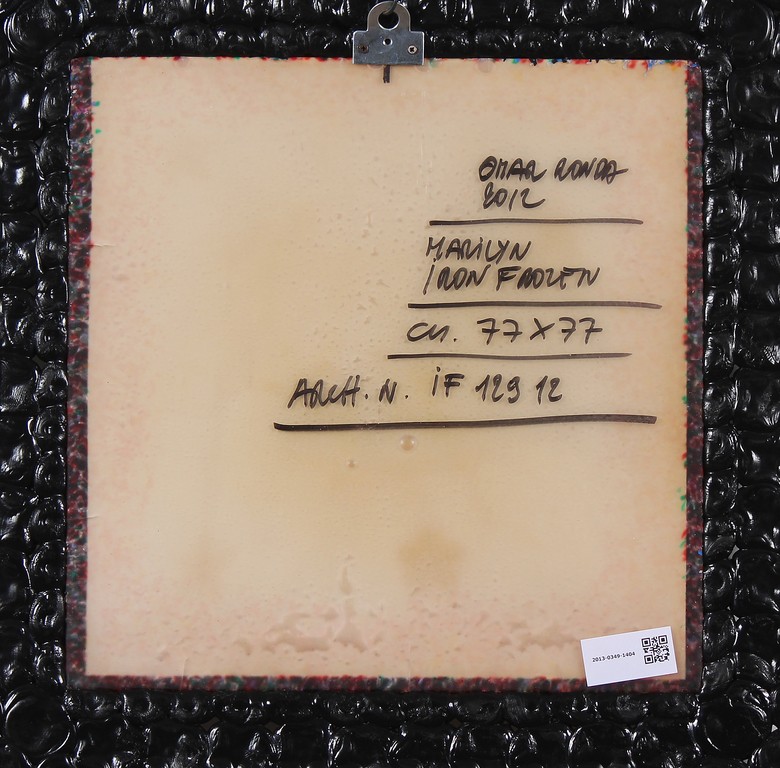 OMAR RONDA
2012
MARILYN
IRON FROZEN
cm. 77x77
ARCH. N. iF 129 12
2013-0349-1404